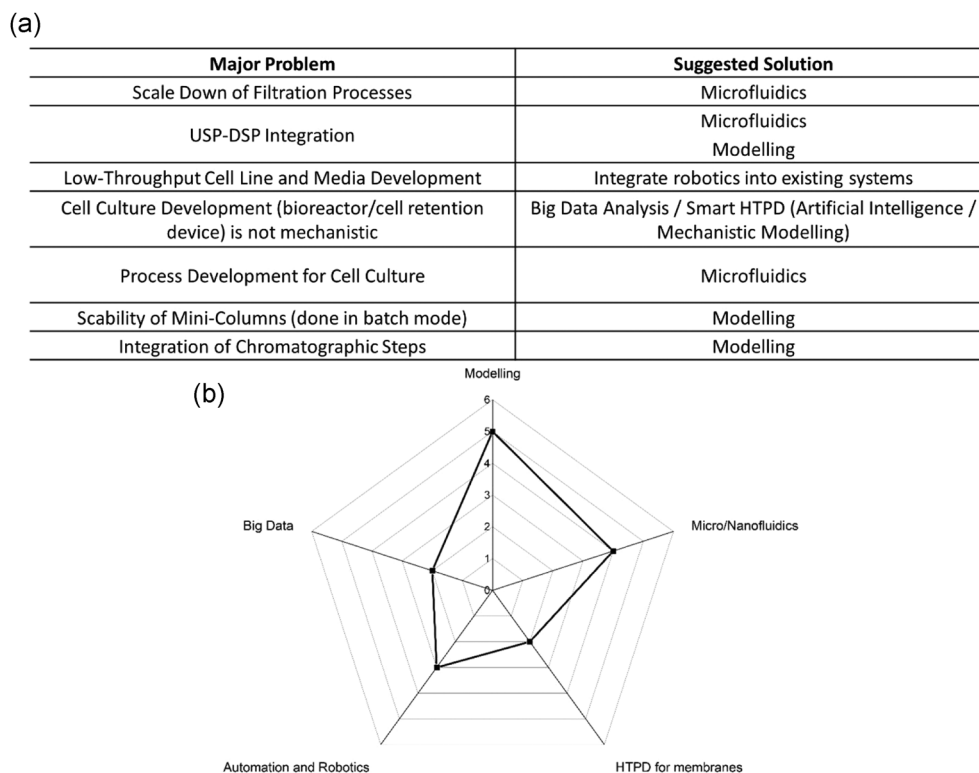 (a)
Major Problem Suggested Solution
Scale Down of Filtration Processes Microfluidics
USP-DSP Integration Microfluidics
Modelling
Low-Throughput Cell Line and Media Development Integrate robotics into existing systems
Cell Culture Development (bioreactor/cell retention Big Data Analysis / Smart HTPD (Artificial Intelligence /
device) is not mechanistic Mechanistic Modelling)
Process Development for Cell Culture Microfluidics
Scability of Mini-Columns (done in batch mode) Modelling
Integration of Chromatographic Steps Modelling
(b)
Modelling
6
5
4
3
2
1
0
Big Data
Micro/Nanofluidics
Automation and Robotics
HTPD for membranes